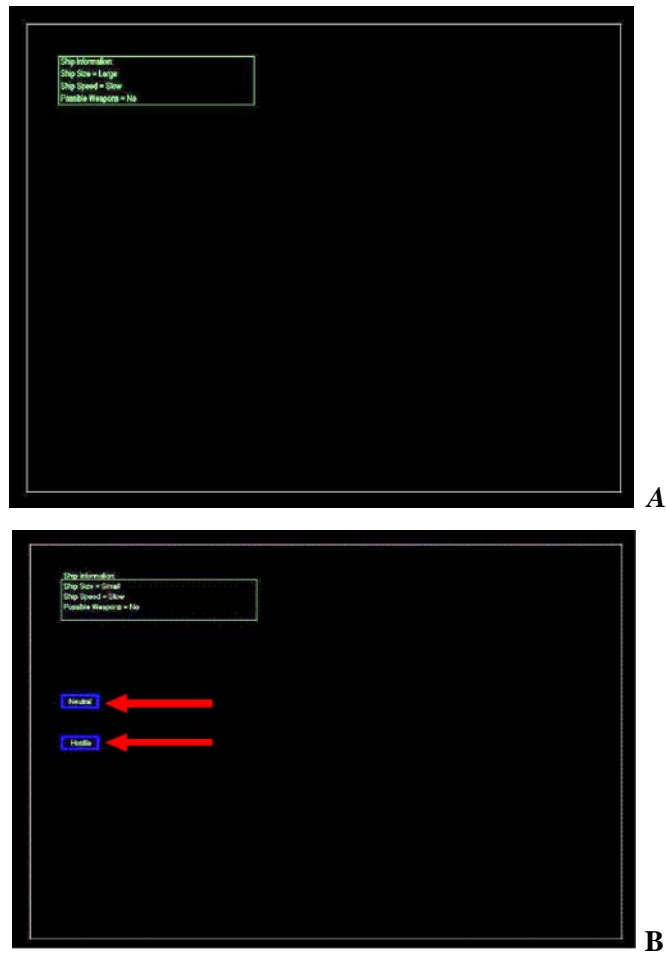 Ship Information:
Ship Size = Large
Ship Speed = Slow
Possible Weapons = No
A
Ship Information:
Ship Size = Small
Ship Speed = Slow
Possible Weapons = No
Neutral
Hostile
B